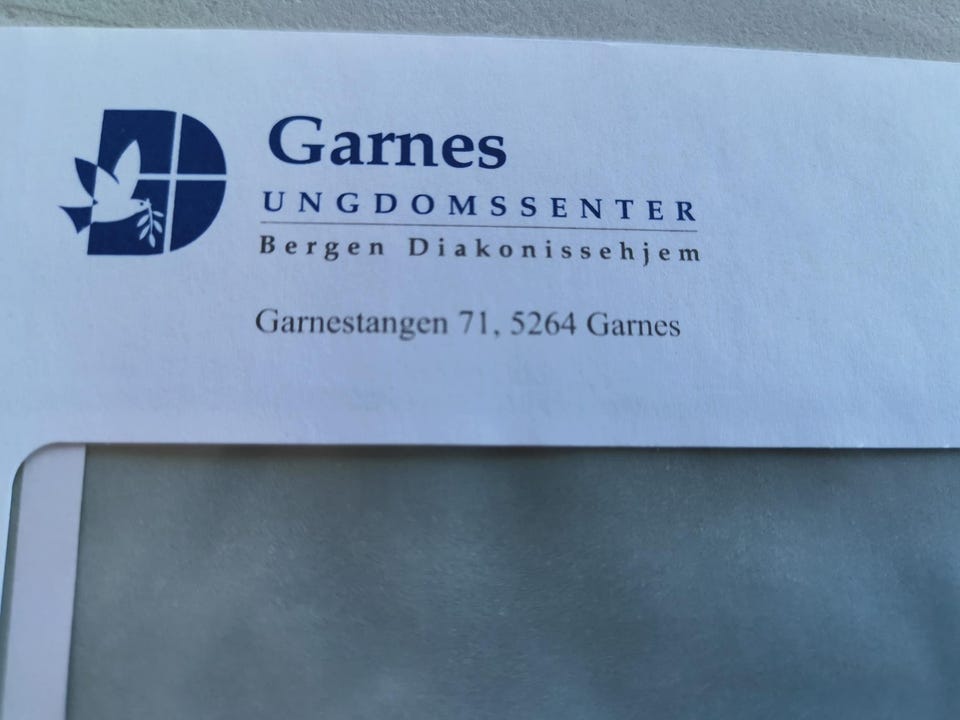 Garnes
UNGDOMSSENTER
Bergen Diakonissehjem
Garnestangen 71, 5264 Garnes